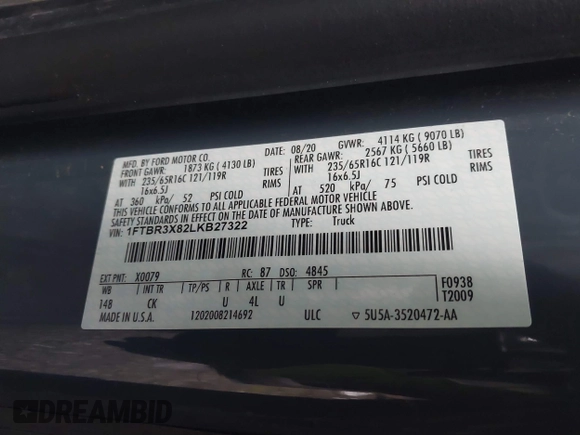 MFD. BY FORD MOTOR CO.
DATE: 08/20 GVWR: 4114 KG ( 9070 LB)
FRONT GAWR: 1873 KG ( 4130 LB) REAR GAWR: 2567 KG ( 5660 LB)
WITH 235/65R16C 121/119R TIRES WITH 235/65R16C 121/119R TIRES
16x6.5J RIMS 16x6.5J RIMS
AT 360 kPa/ 52 PSI COLD AT 520 kPa/ 75 PSI COLD
THIS VEHICLE CONFORMS TO ALL APPLICABLE FEDERAL MOTOR VEHICLE
SAFETY STANDARDS IN EFFECT ON THE DATE OF MANUFACTURE SHOWN ABOVE.
VIN: 1FTBR3X82LKB27322 TYPE: Truck
EXT PNT: X0079 RC: 87 DSO: 4845
WB INT TR TP/PS R AXLE TR SPR F0938
148 CK U 4L U T2009
MADE IN U.S.A. 1202008214692 ULC ▽ 5U5A-3520472-AA
DREAMBID